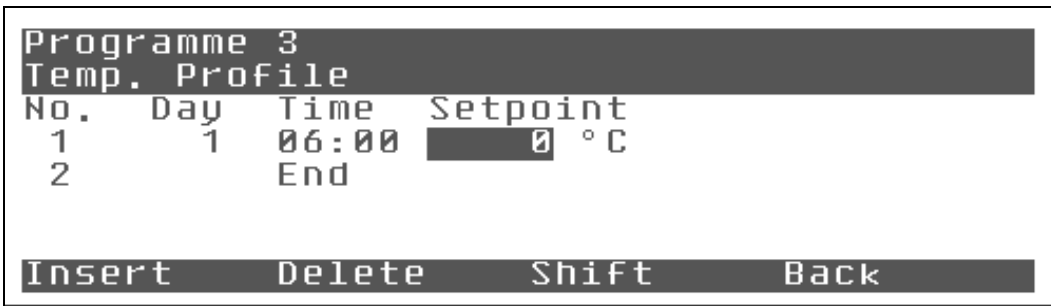 Programme 3
Temp. Profile
No. Day Time Setpoint
1 1 06:00 0 °C
2 End
Insert Delete Shift Back